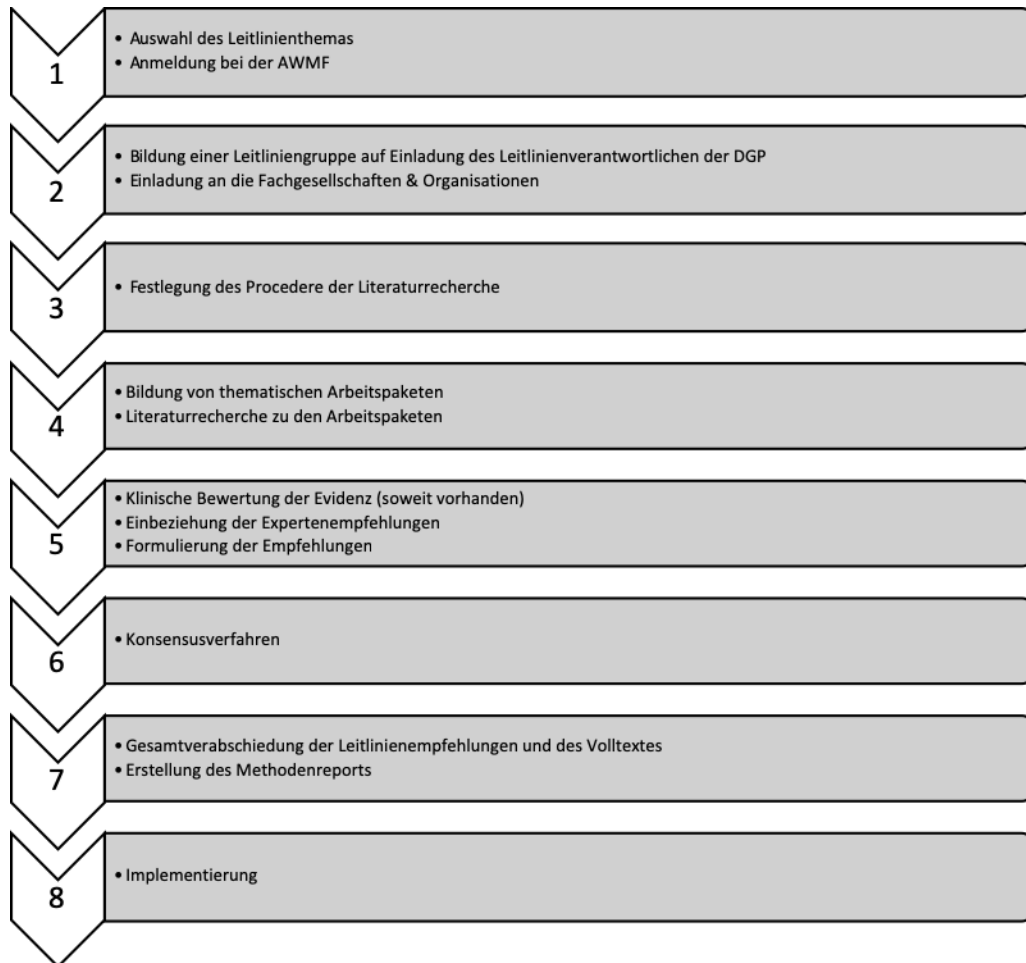 1
• Auswahl des Leitlinienthemas
• Anmeldung bei der AWMF
2
• Bildung einer Leitliniengruppe auf Einladung des Leitlinienverantwortlichen der DGP
• Einladung an die Fachgesellschaften & Organisationen
3
• Festlegung des Procedere der Literaturrecherche
4
• Bildung von thematischen Arbeitspaketen
• Literaturrecherche zu den Arbeitspaketen
5
• Klinische Bewertung der Evidenz (soweit vorhanden)
• Einbeziehung der Expertenempfehlungen
• Formulierung der Empfehlungen
6
• Konsensusverfahren
7
• Gesamtverabschiedung der Leitlinienempfehlungen und des Volltextes
• Erstellung des Methodenreports
8
• Implementierung